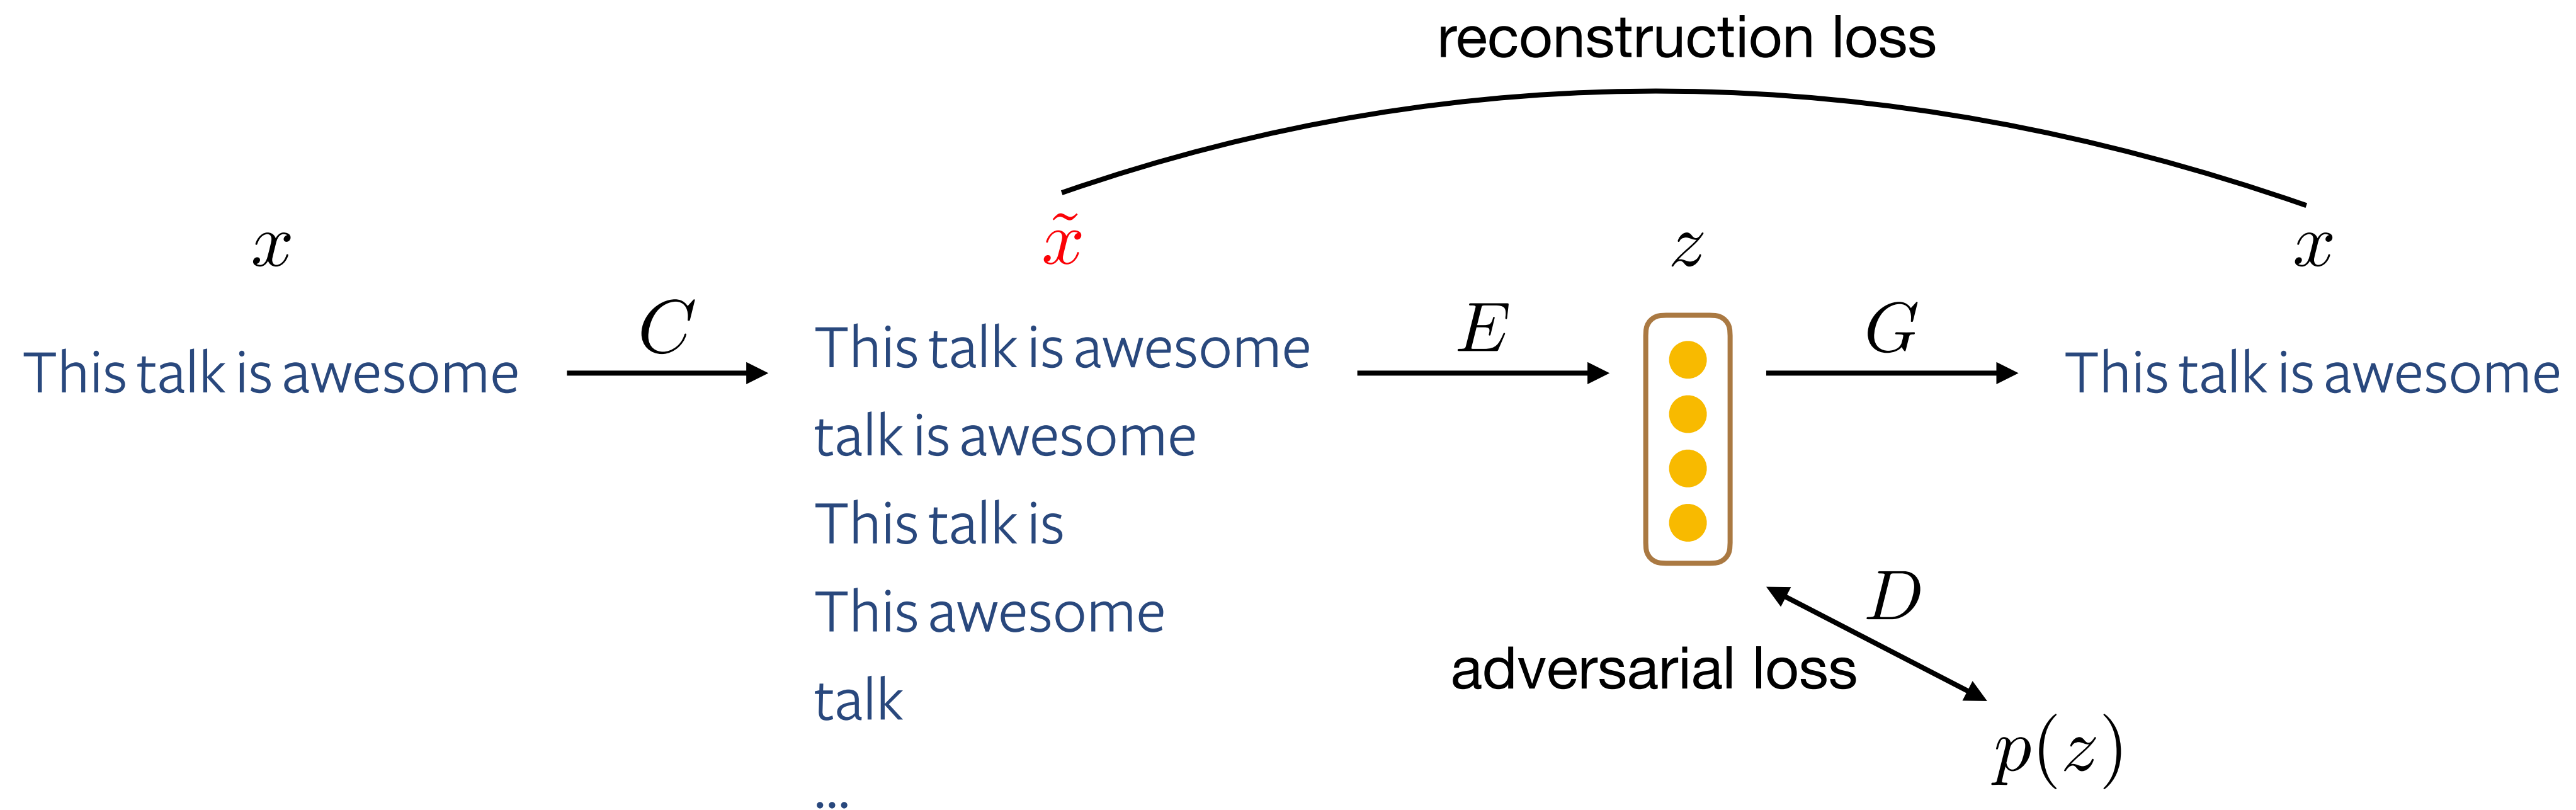 reconstruction loss
x
x̃
z
x
C
E
G
This talk is awesome
This talk is awesome
This talk is awesome
talk is awesome
This talk is
This awesome
talk
...
D
adversarial loss
p(z)